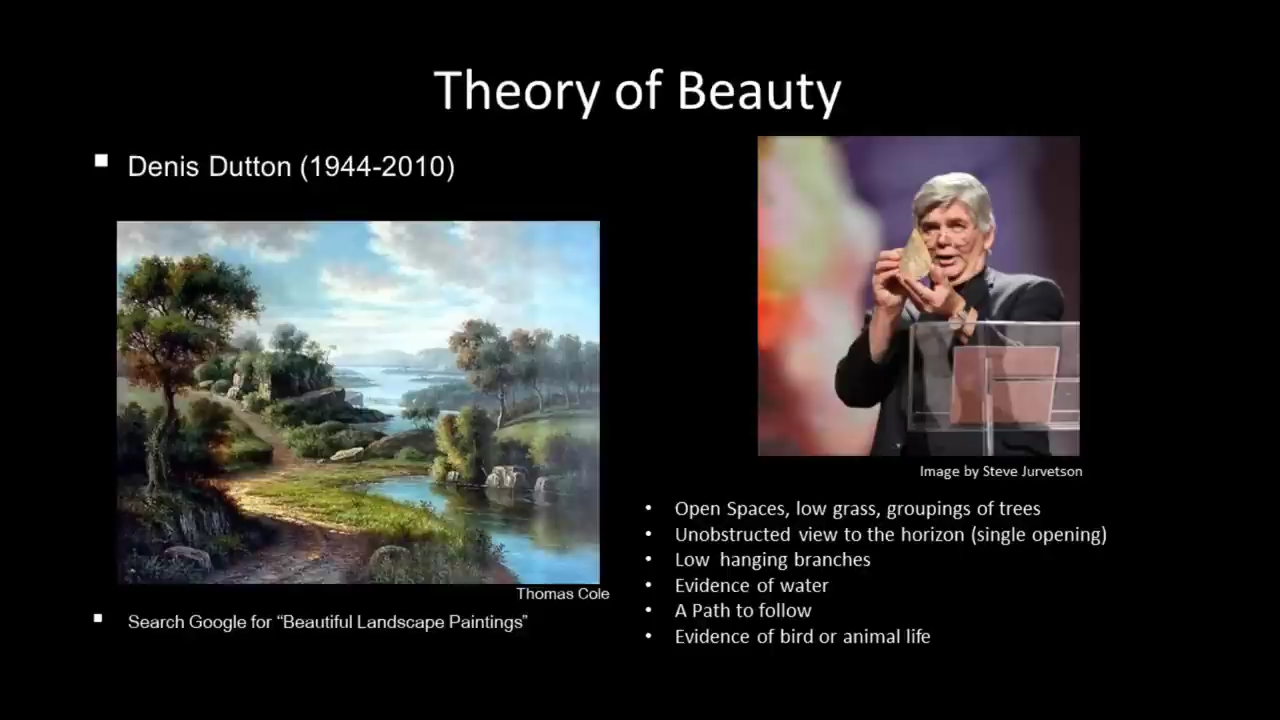 Theory of Beauty
Denis Dutton (1944-2010)
Thomas Cole
Search Google for “Beautiful Landscape Paintings”
Image by Steve Jurvetson
Open Spaces, low grass, groupings of trees
Unobstructed view to the horizon (single opening)
Low hanging branches
Evidence of water
A Path to follow
Evidence of bird or animal life